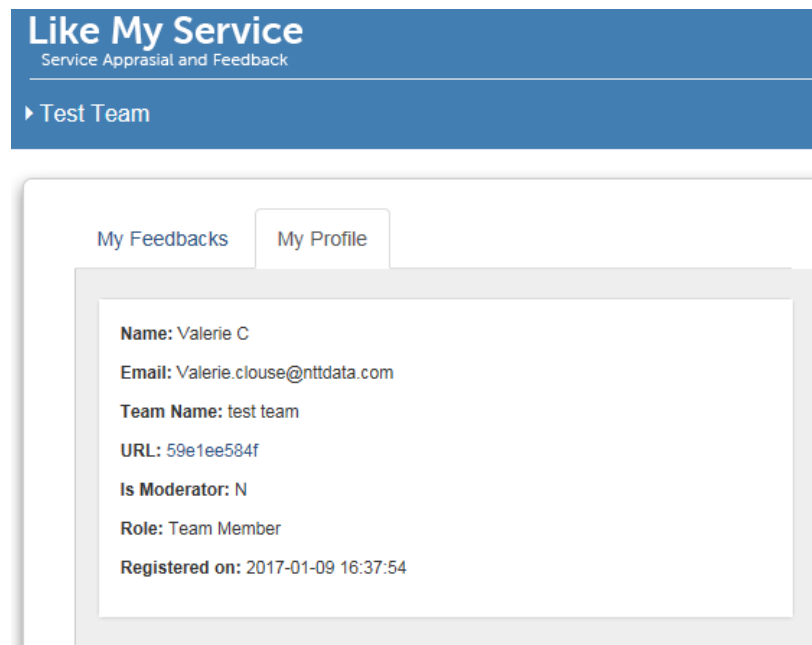 Like My Service
Service Apprasial and Feedback
Test Team
My Feedbacks My Profile
Name: Valerie C
Email: Valerie.clouse@nttdata.com
Team Name: test team
URL: 59e1ee584f
Is Moderator: N
Role: Team Member
Registered on: 2017-01-09 16:37:54